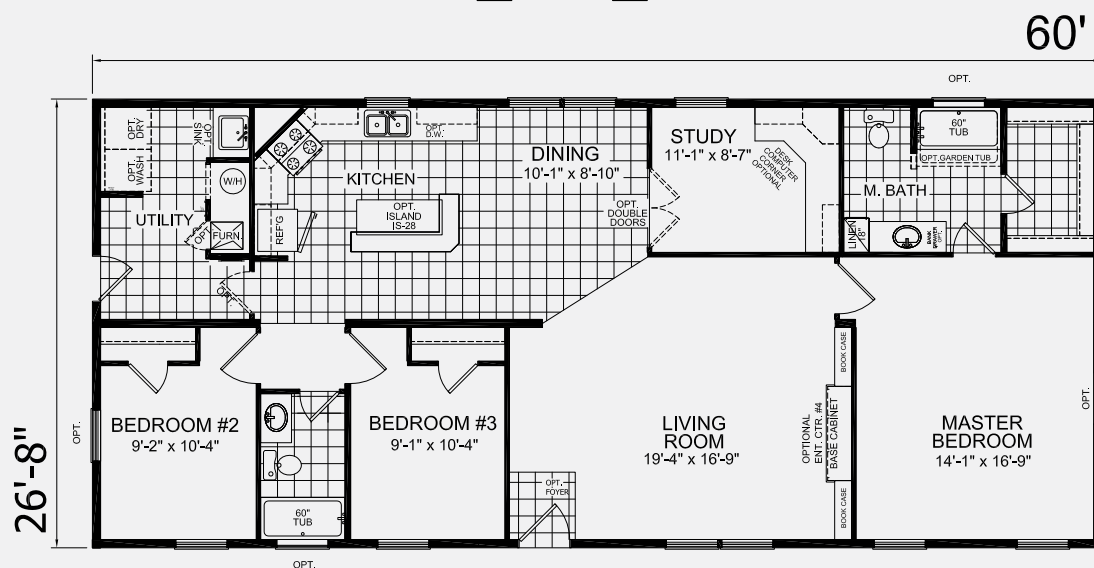 60'
OPT.
OPT.
DRY
OPT.
SINK
OPT.
WASH
W/H
UTILITY
OPT.
FURN.
OPT.
KITCHEN
OPT.
D.W.
REF'G
OPT.
ISLAND
IS-28
DINING
10'-1" x 8'-10"
OPT.
DOUBLE
DOORS
STUDY
11'-1" x 8'-7"
DESK
COMPUTER
CORNER
OPTIONAL
60"
TUB
OPT.GARDEN TUB
M. BATH
LINEN
18"
BANK
DRAWER
OPT.
26'-8"
OPT.
BEDROOM #2
9'-2" x 10'-4"
BEDROOM #3
9'-1" x 10'-4"
60"
TUB
OPT.
OPT.
FOYER
LIVING
ROOM
19'-4" x 16'-9"
BOOK CASE
OPTIONAL
ENT. CTR. #4
BASE CABINET
BOOK CASE
MASTER
BEDROOM
14'-1" x 16'-9"
OPT.